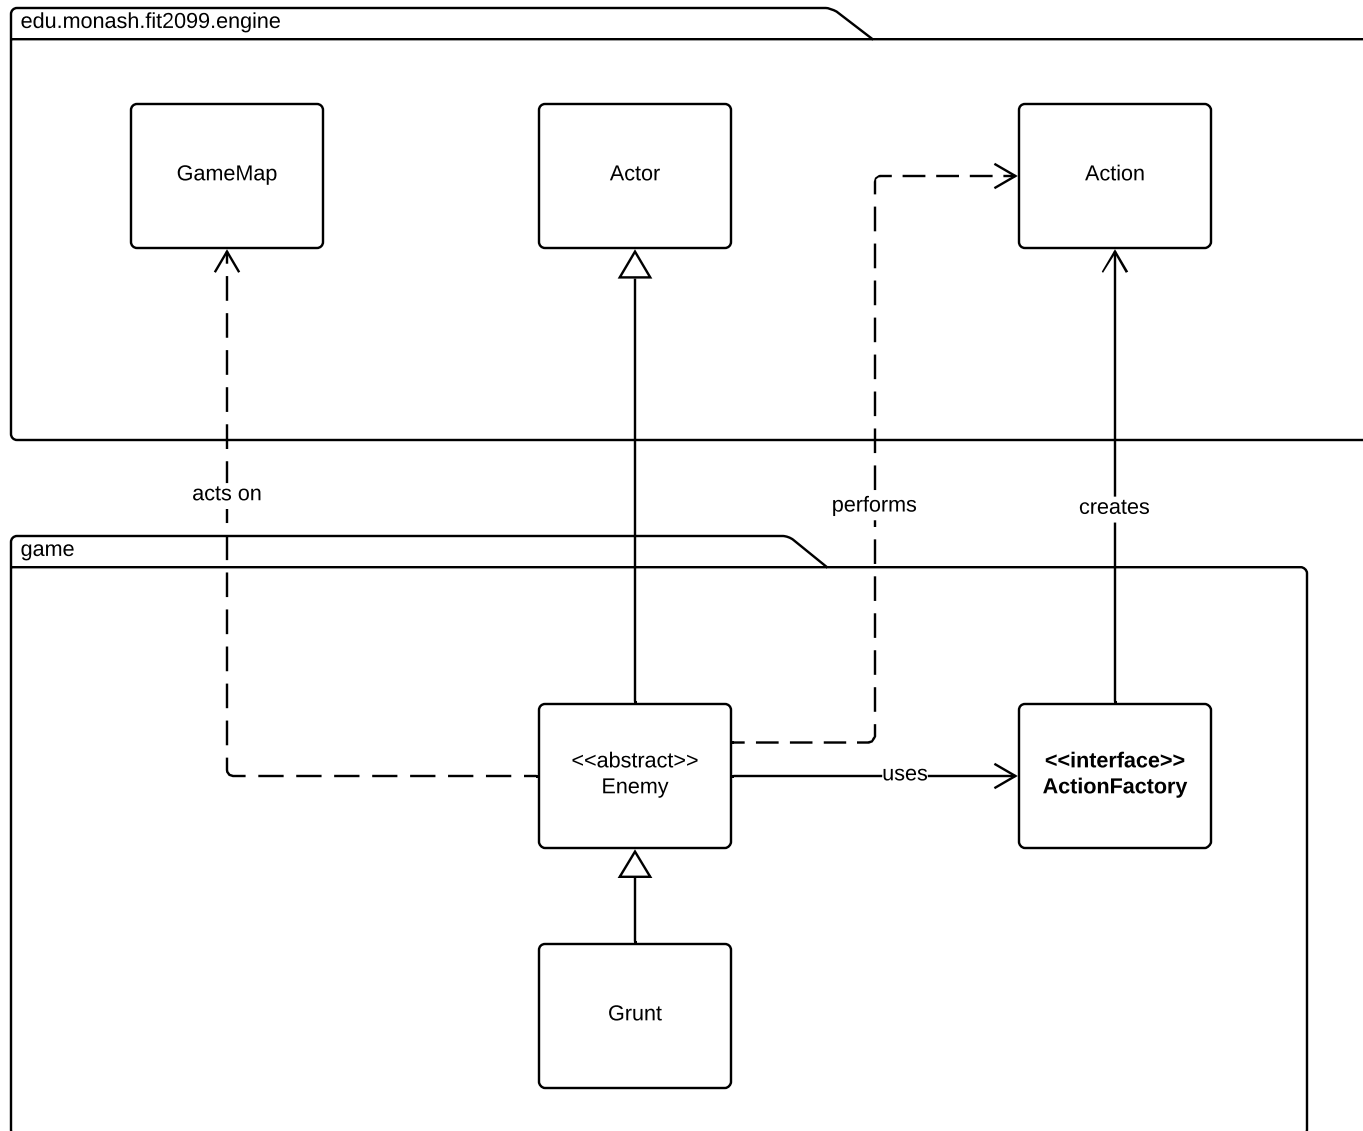 edu.monash.fit2099.engine
GameMap
Actor
Action
acts on
performs
creates
game
<<abstract>>
Enemy
uses
<<interface>>
ActionFactory
Grunt